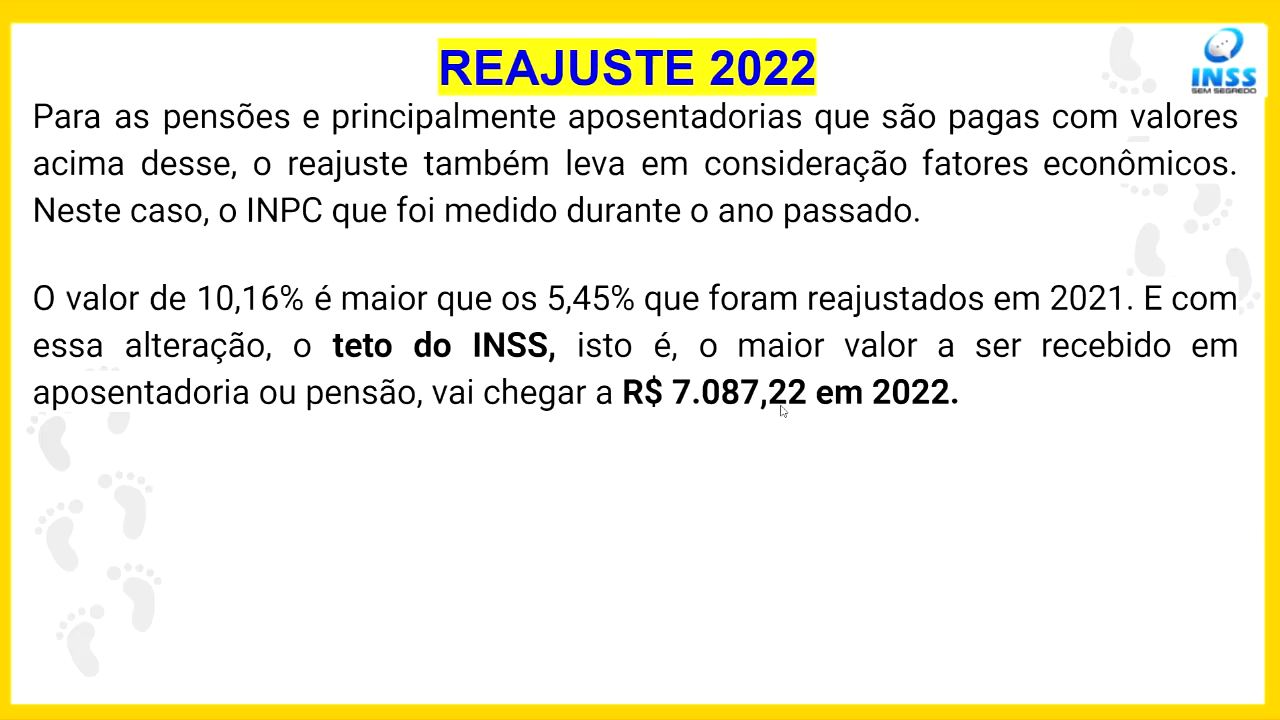 REAJUSTE 2022
INSS
SEM SEGREDO
Para as pensões e principalmente aposentadorias que são pagas com valores
acima desse, o reajuste também leva em consideração fatores econômicos.
Neste caso, o INPC que foi medido durante o ano passado.
O valor de 10,16% é maior que os 5,45% que foram reajustados em 2021. E com
essa alteração, o teto do INSS, isto é, o maior valor a ser recebido em
aposentadoria ou pensão, vai chegar a R$ 7.087,22 em 2022.